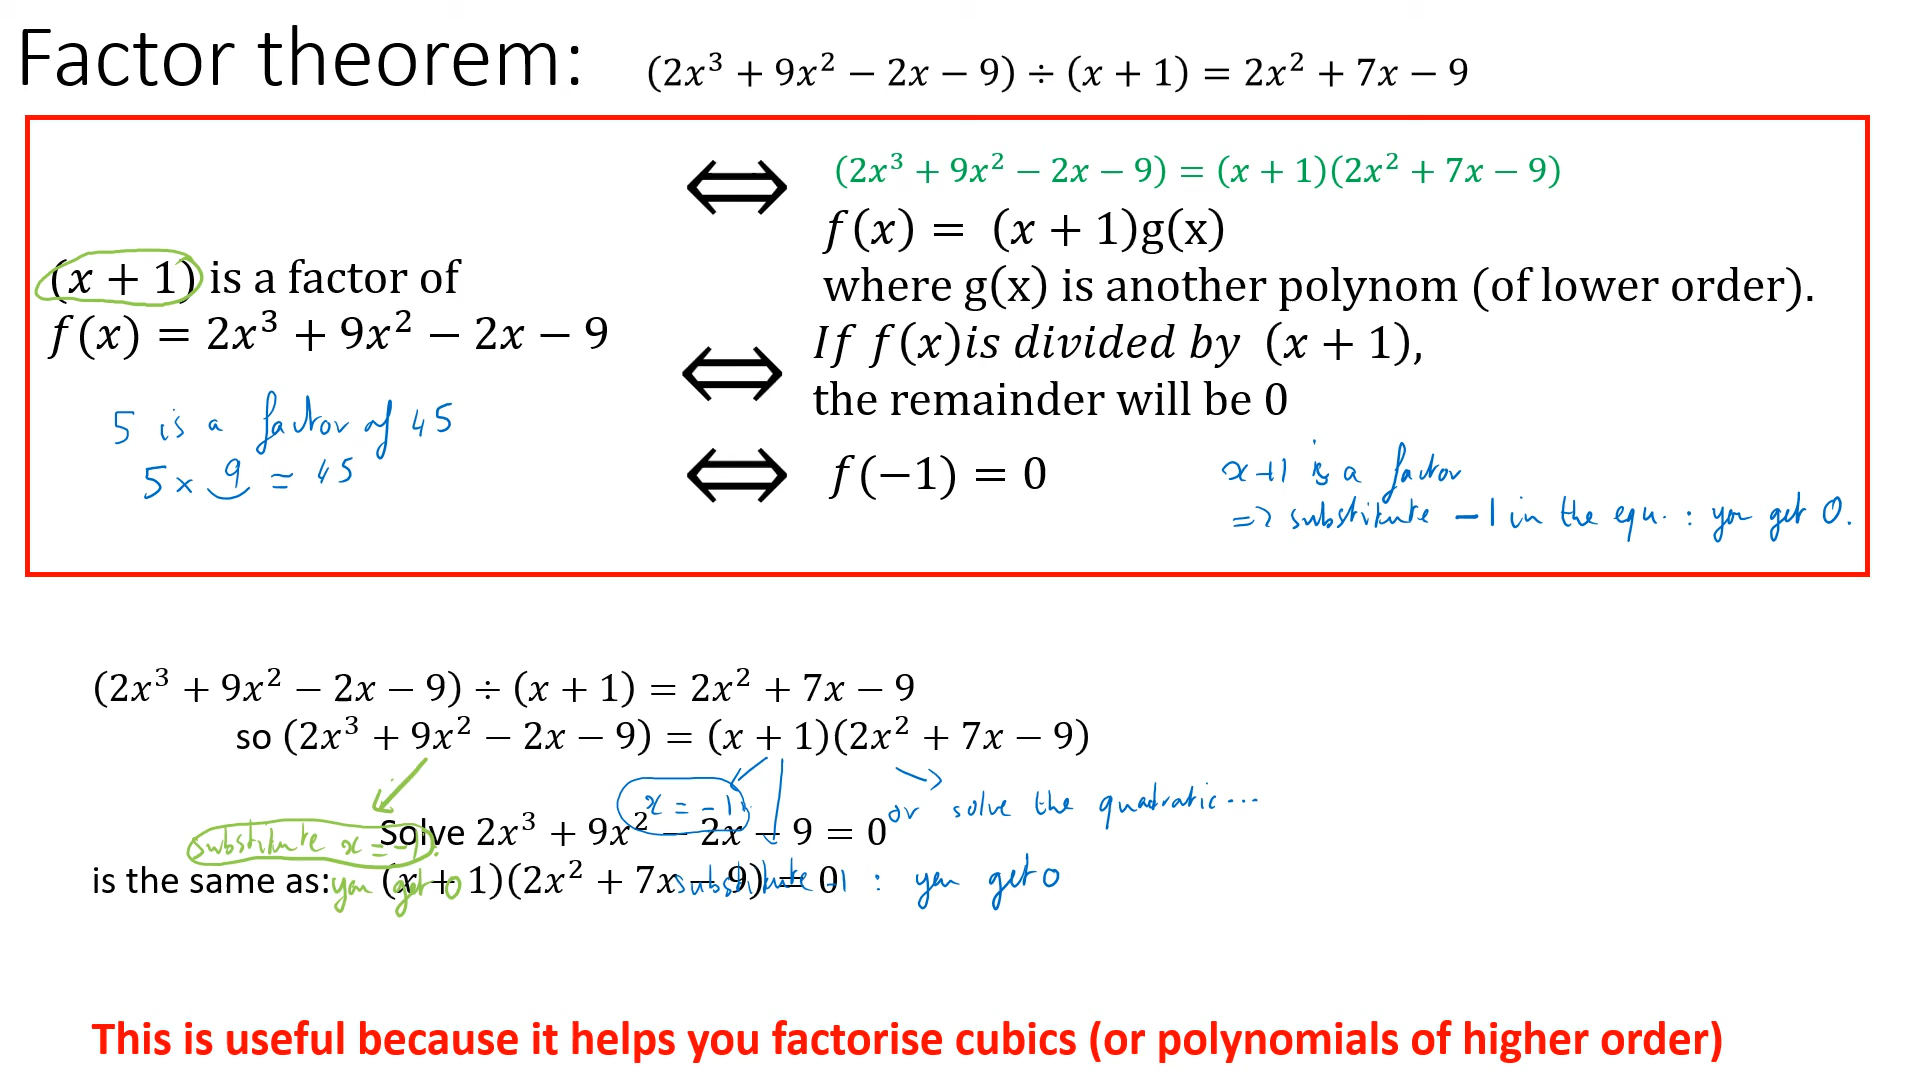 Factor theorem: (2x³ + 9x² − 2x − 9) ÷ (x + 1) = 2x² + 7x − 9
⟺ (2x³ + 9x² − 2x − 9) = (x + 1)(2x² + 7x − 9)
f(x) = (x + 1)g(x)
where g(x) is another polynom (of lower order).
(x + 1) is a factor of
f(x) = 2x³ + 9x² − 2x − 9
⟺ If f(x)is divided by (x + 1),
the remainder will be 0
5 is a factor of 45
5 × 9 = 45
⟺ f(−1) = 0
x+1 is a factor
=> substitute −1 in the equ. : you get 0.
(2x³ + 9x² − 2x − 9) ÷ (x + 1) = 2x² + 7x − 9
so (2x³ + 9x² − 2x − 9) = (x + 1)(2x² + 7x − 9)
x = −1
or solve the quadratic...
Solve 2x³ + 9x² − 2x − 9 = 0
substitute x = −1.
you get 0
is the same as: (x + 1)(2x² + 7x − 9) = 0
substitute −1 : you get 0
This is useful because it helps you factorise cubics (or polynomials of higher order)